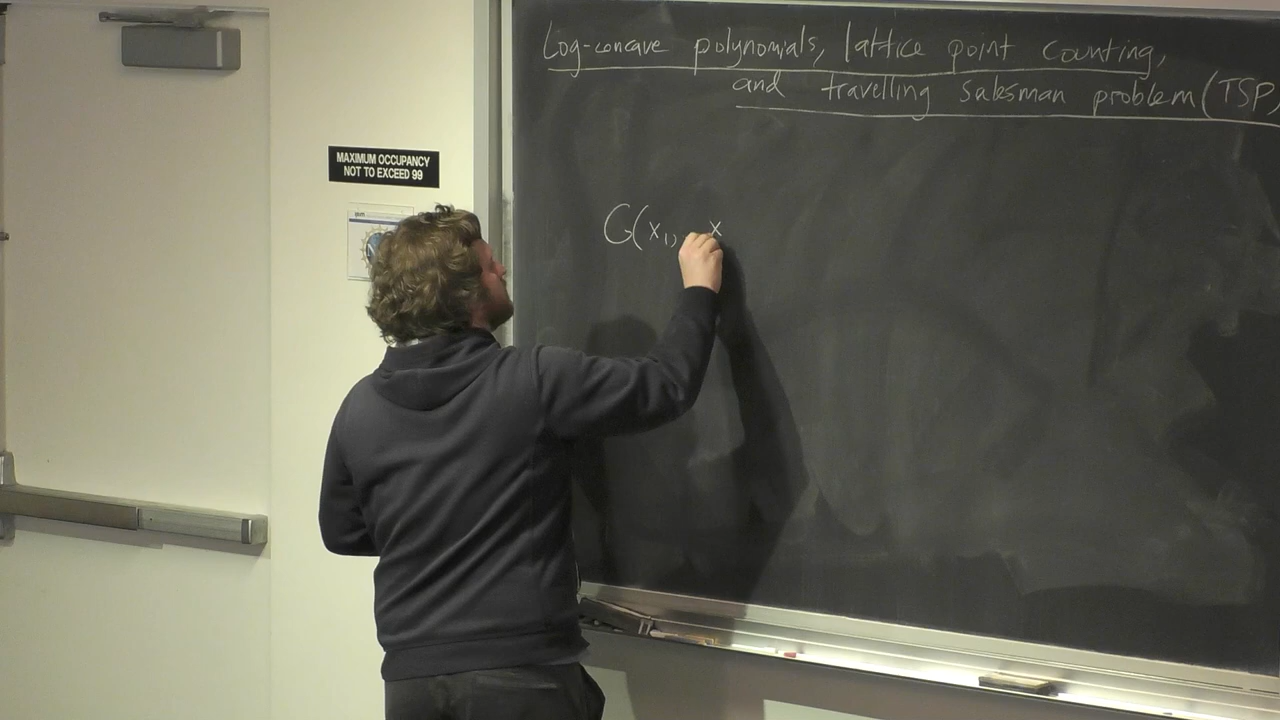 Log-concave polynomials, lattice point counting,
and travelling salesman problem (TSP)
MAXIMUM OCCUPANCY
NOT TO EXCEED 99
G(x₁, .. x